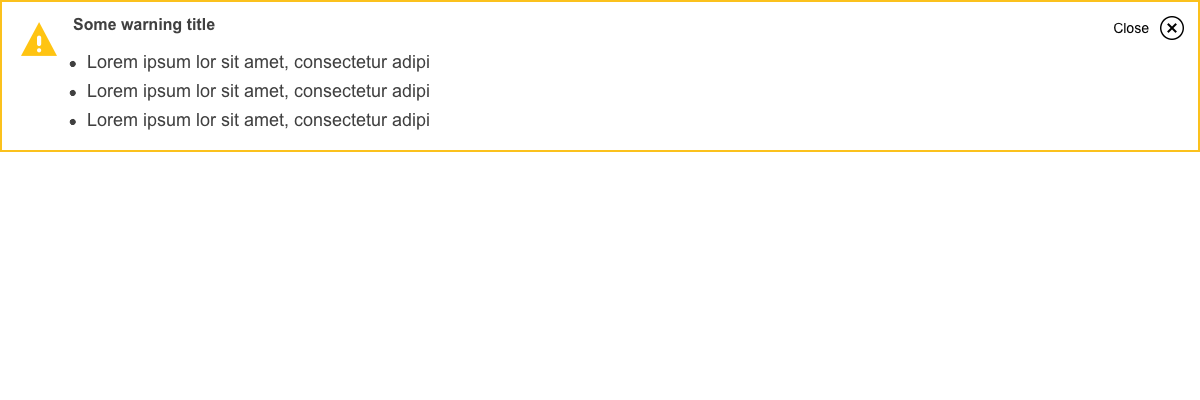 Some warning title
Close
• Lorem ipsum lor sit amet, consectetur adipi
• Lorem ipsum lor sit amet, consectetur adipi
• Lorem ipsum lor sit amet, consectetur adipi